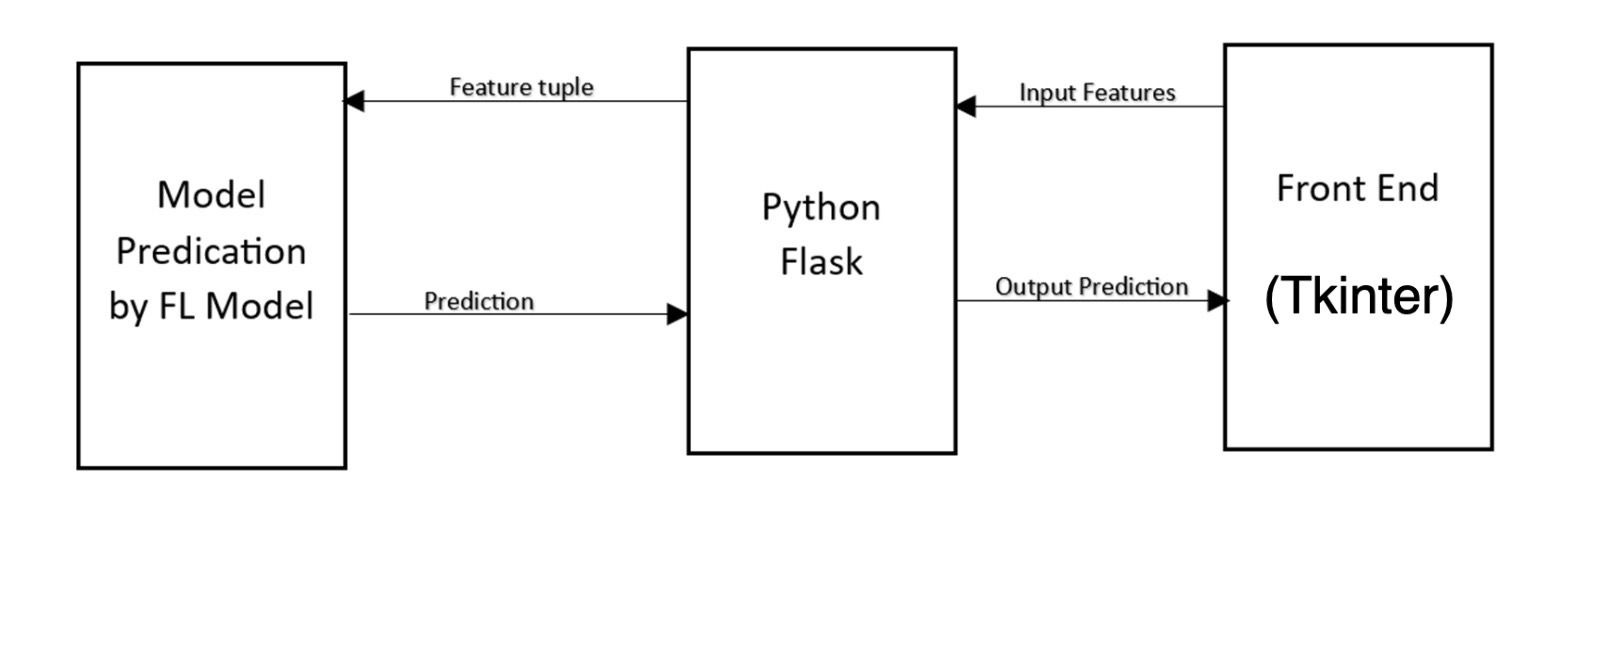 Model
Predication
by FL Model
Feature tuple
Prediction
Python
Flask
Input Features
Output Prediction
Front End
(Tkinter)